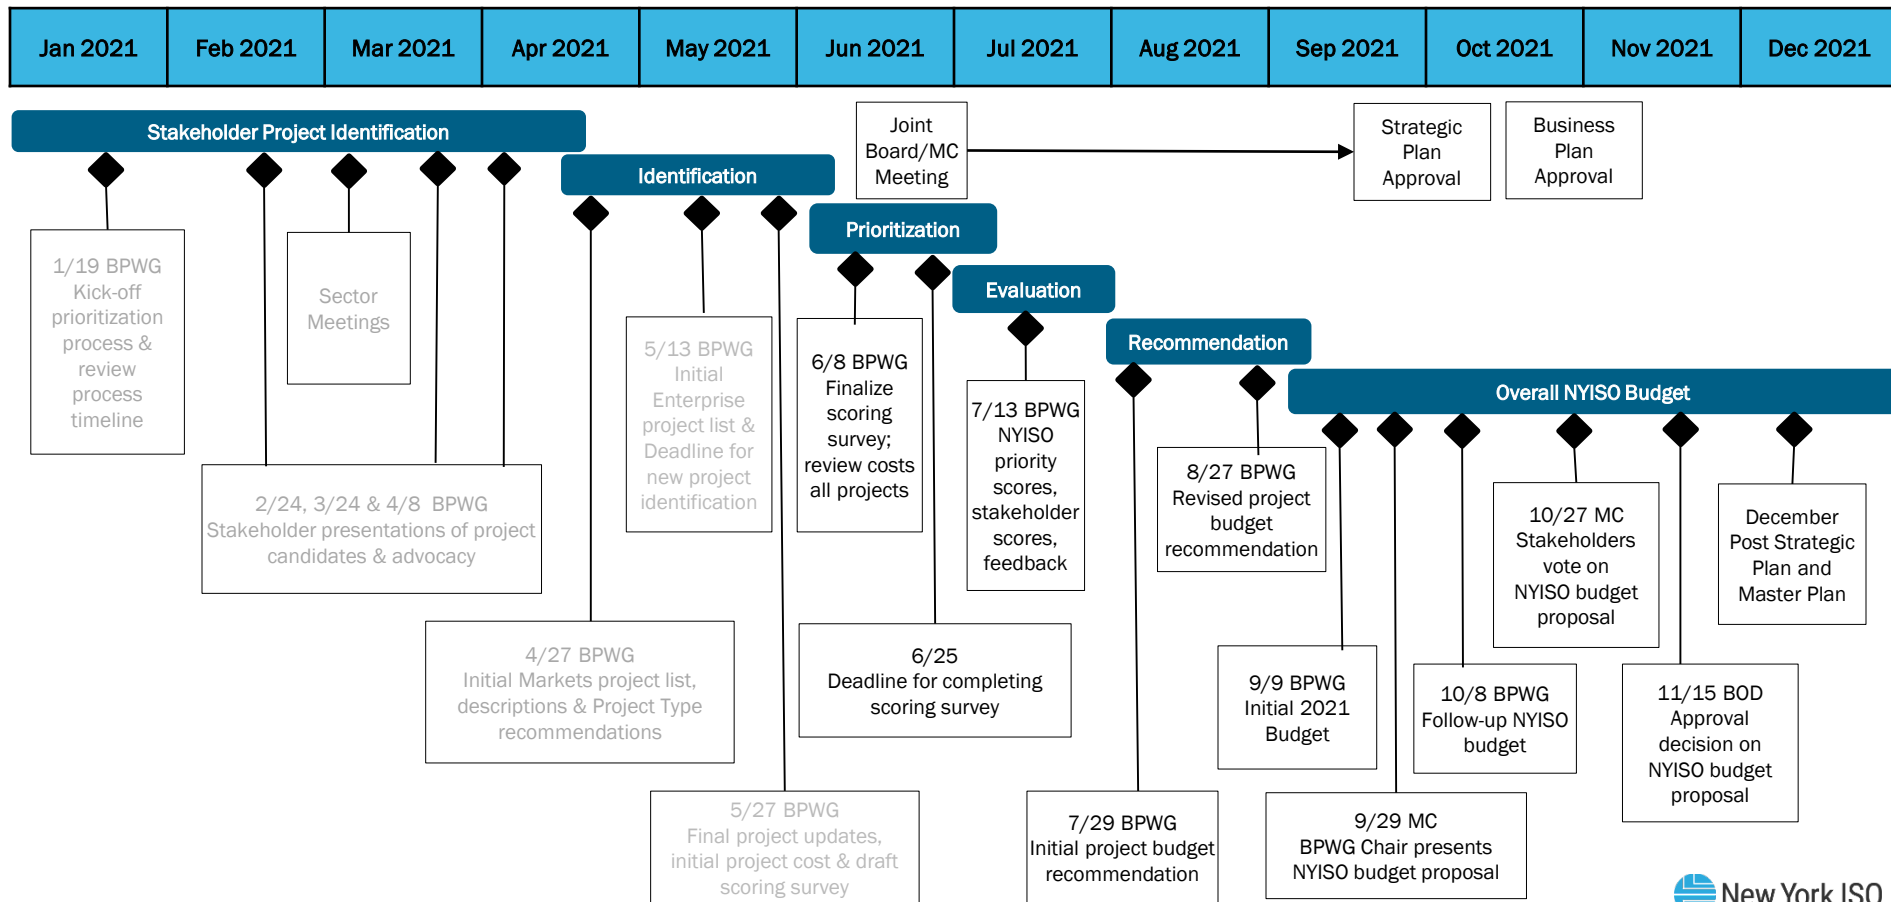 Jan 2021
Feb 2021
Mar 2021
Apr 2021
May 2021
Jun 2021
Jul 2021
Aug 2021
Sep 2021
Oct 2021
Nov 2021
Dec 2021
Stakeholder Project Identification
Identification
Prioritization
Evaluation
Recommendation
Overall NYISO Budget
Joint
Board/MC
Meeting
Strategic
Plan
Approval
Business
Plan
Approval
1/19 BPWG
Kick-off
prioritization
process &
review
process
timeline
Sector
Meetings
2/24, 3/24 & 4/8 BPWG
Stakeholder presentations of project
candidates & advocacy
4/27 BPWG
Initial Markets project list,
descriptions & Project Type
recommendations
5/13 BPWG
Initial
Enterprise
project list &
Deadline for
new project
identification
5/27 BPWG
Final project updates,
initial project cost & draft
scoring survey
6/8 BPWG
Finalize
scoring
survey;
review costs
all projects
6/25
Deadline for completing
scoring survey
7/13 BPWG
NYISO
priority
scores,
stakeholder
scores,
feedback
7/29 BPWG
Initial project budget
recommendation
8/27 BPWG
Revised project
budget
recommendation
9/9 BPWG
Initial 2021
Budget
9/29 MC
BPWG Chair presents
NYISO budget proposal
10/8 BPWG
Follow-up NYISO
budget
10/27 MC
Stakeholders
vote on
NYISO budget
proposal
11/15 BOD
Approval
decision on
NYISO budget
proposal
December
Post Strategic
Plan and
Master Plan
New York ISO